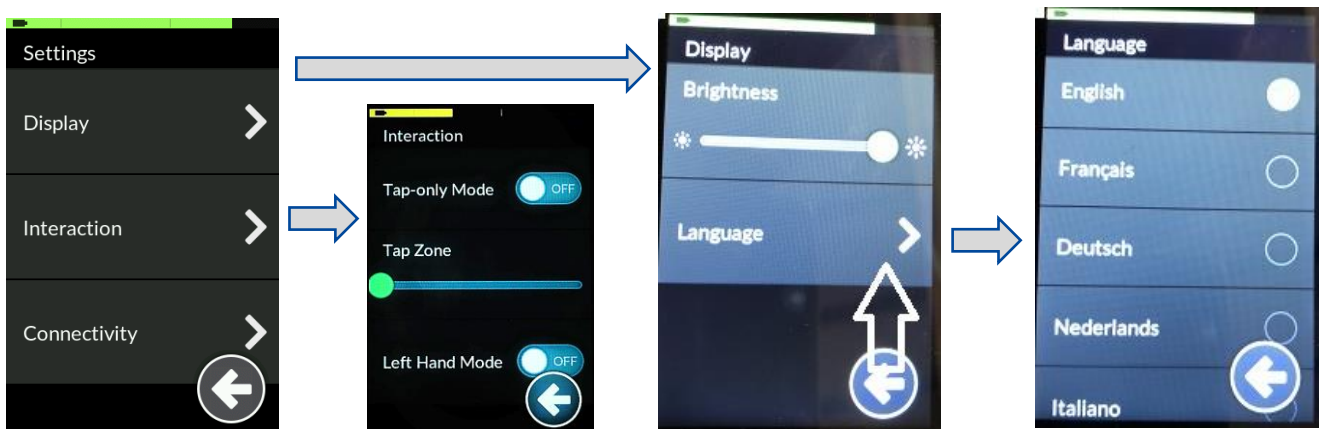 Settings
Display
Interaction
Connectivity
Interaction
Tap-only Mode OFF
Tap Zone
Left Hand Mode OFF
Display
Brightness
Language
Language
English
Français
Deutsch
Nederlands
Italiano